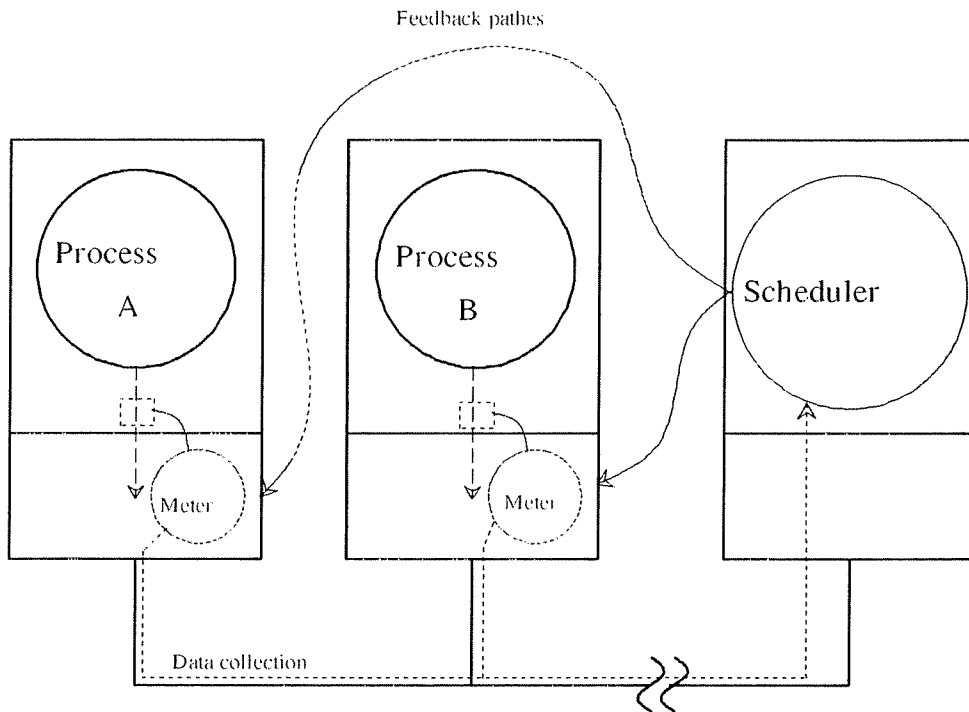 Feedback pathes
Process
A
Process
B
Scheduler
Meter
Meter
Data collection